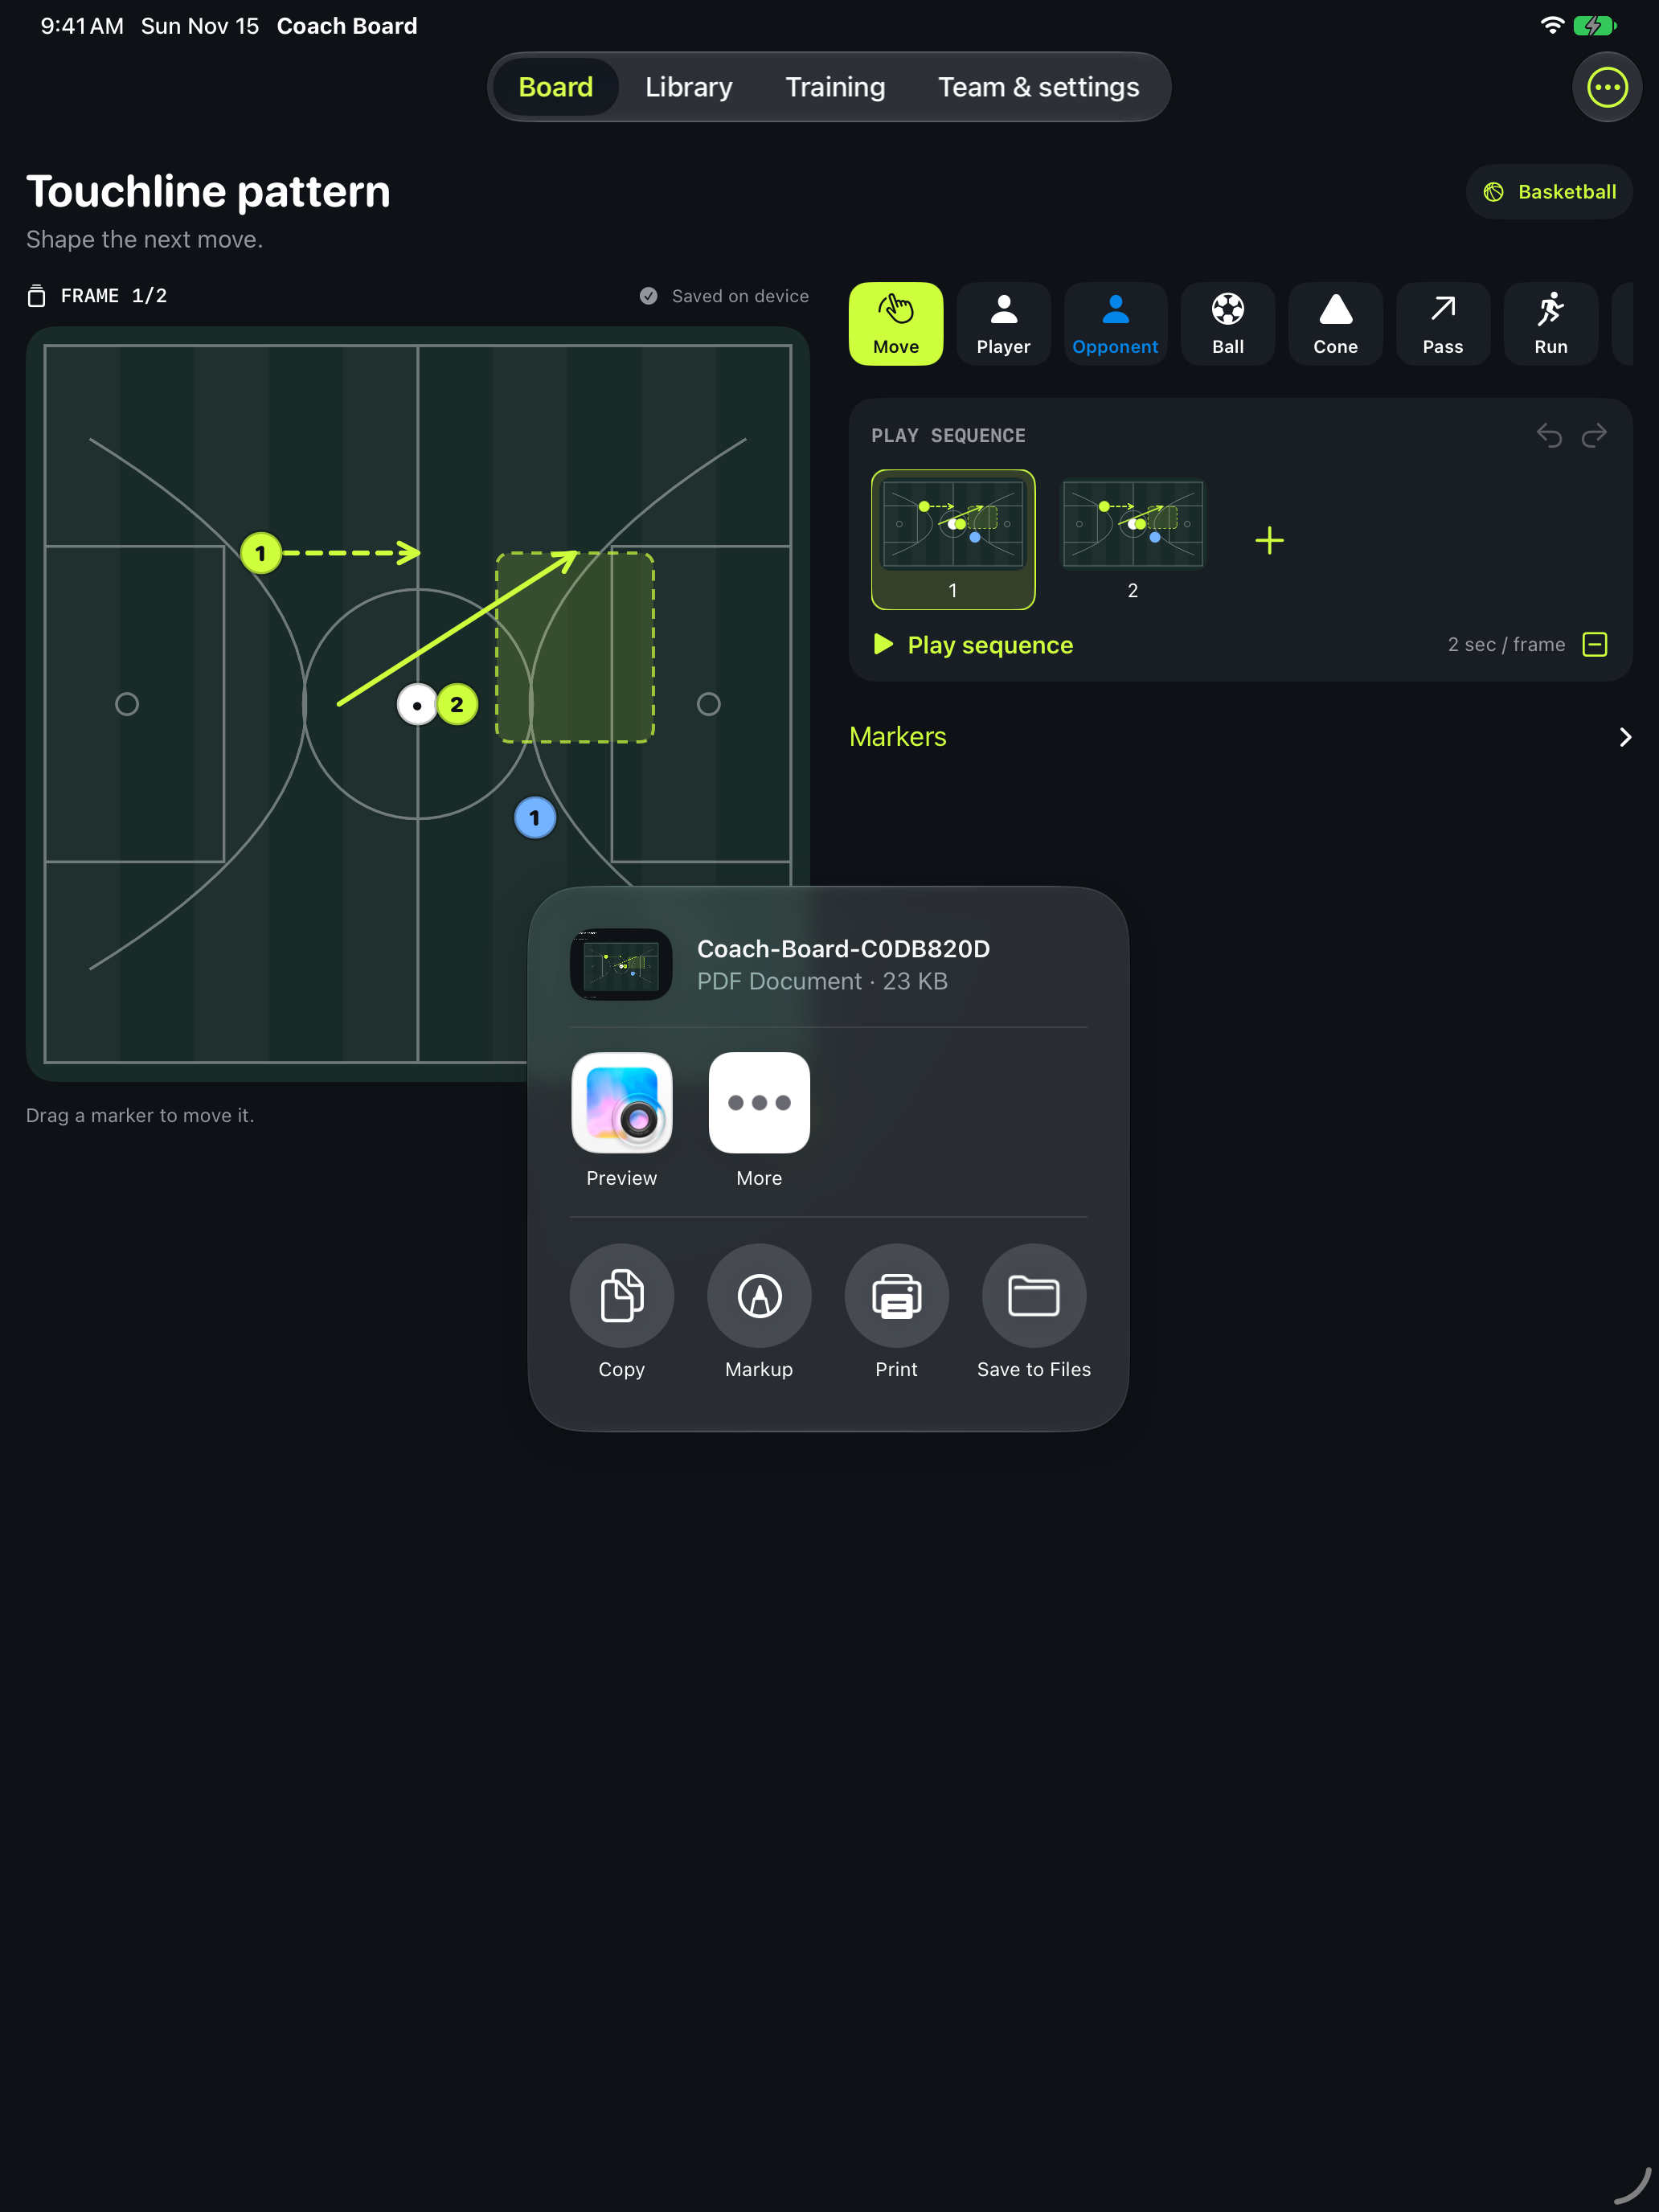 9:41 AM Sun Nov 15 Coach Board
Board Library Training Team & settings
Touchline pattern
Basketball
Shape the next move.
FRAME 1/2
Saved on device
Move Player Opponent Ball Cone Pass Run
PLAY SEQUENCE
1 2
Play sequence
2 sec / frame
Markers
1
2
1
Coach-Board-C0DB820D
PDF Document · 23 KB
Preview More
Copy Markup Print Save to Files
Drag a marker to move it.